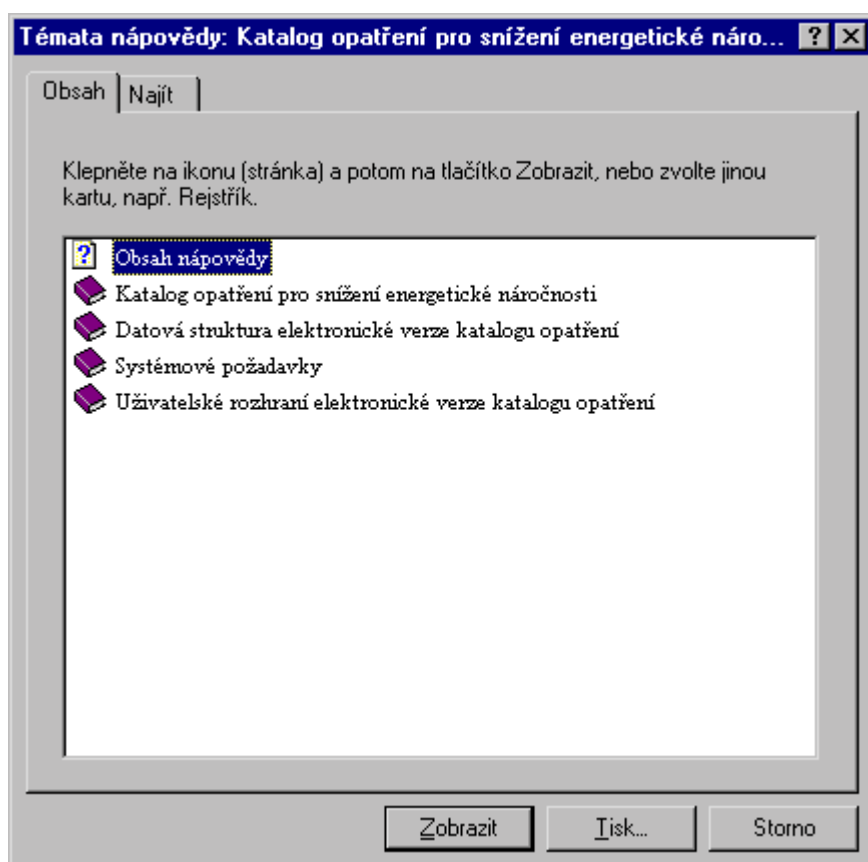 Témata nápovědy: Katalog opatření pro snížení energetické náro...
Obsah
Najít
Klepněte na ikonu (stránka) a potom na tlačítko Zobrazit, nebo zvolte jinou
kartu, např. Rejstřík.
Obsah nápovědy
Katalog opatření pro snížení energetické náročnosti
Datová struktura elektronické verze katalogu opatření
Systémové požadavky
Uživatelské rozhraní elektronické verze katalogu opatření
Zobrazit
Tisk...
Storno